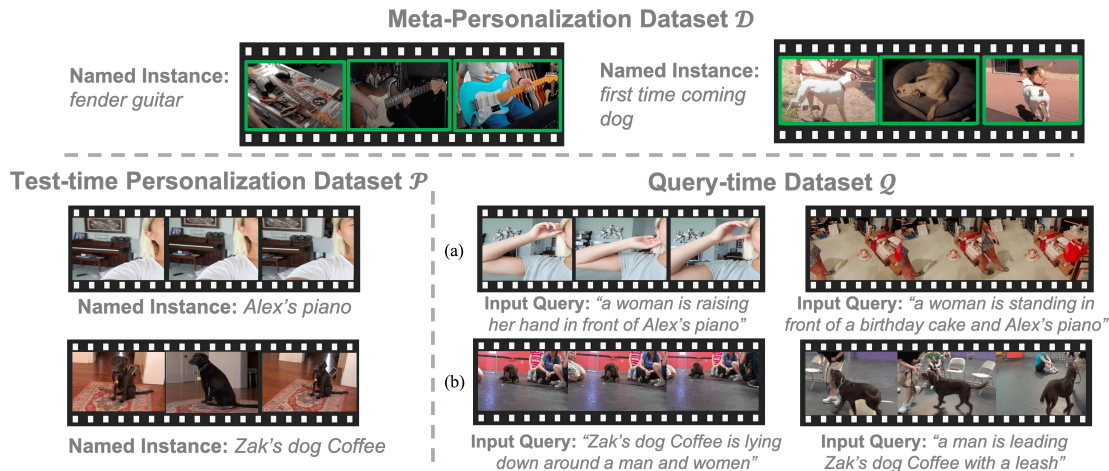 Meta-Personalization Dataset 𝒟
Named Instance:
fender guitar
Named Instance:
first time coming
dog
Test-time Personalization Dataset 𝒫
Query-time Dataset 𝒬
(a)
Named Instance: Alex's piano
Input Query: “a woman is raising
her hand in front of Alex's piano”
Input Query: “a woman is standing in
front of a birthday cake and Alex's piano”
(b)
Named Instance: Zak's dog Coffee
Input Query: “Zak's dog Coffee is lying
down around a man and women”
Input Query: “a man is leading
Zak's dog Coffee with a leash”